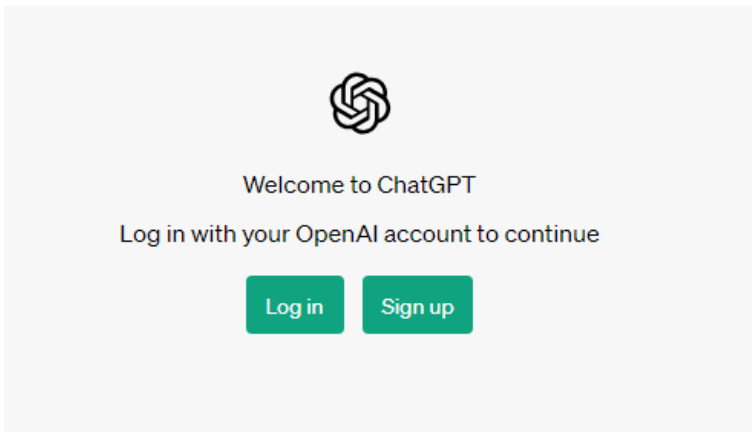 Welcome to ChatGPT
Log in with your OpenAI account to continue
Log in
Sign up